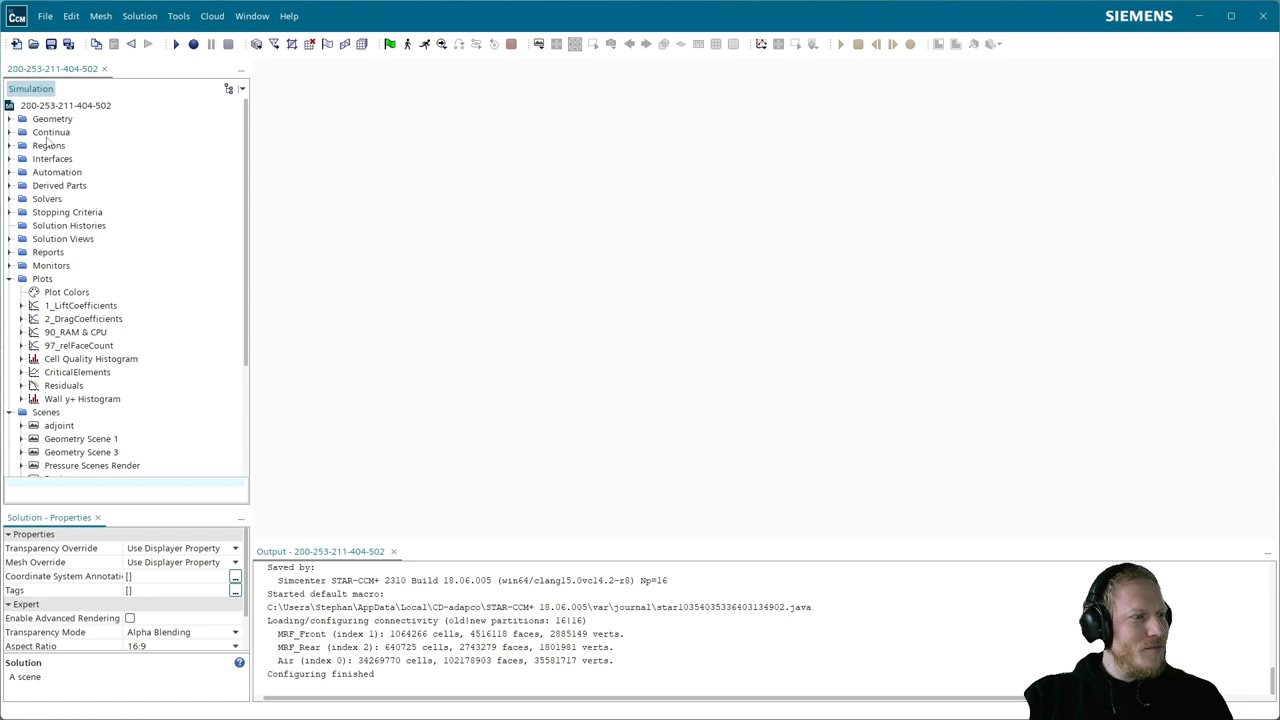 CCM File Edit Mesh Solution Tools Cloud Window Help SIEMENS
280-253-211-404-502
Simulation
280-253-211-404-502
Geometry
Continua
Regions
Interfaces
Automation
Derived Parts
Solvers
Stopping Criteria
Solution Histories
Solution Views
Reports
Monitors
Plots
Plot Colors
1_LiftCoefficients
2_DragCoefficients
90_RAM & CPU
97_relFaceCount
Cell Quality Histogram
CriticalElements
Residuals
Wall y+ Histogram
Scenes
adjoint
Geometry Scene 1
Geometry Scene 3
Pressure Scenes Render
Solution - Properties
Properties
Transparency Override Use Displayer Property
Mesh Override Use Displayer Property
Coordinate System Annotati []
Tags []
Expert
Enable Advanced Rendering
Transparency Mode Alpha Blending
Aspect Ratio 16:9
Solution
A scene
Output - 280-253-211-404-502
Saved by:
Simcenter STAR-CCM+ 2310 Build 18.06.005 (win64/clang15.0vc14.2-r8) Np=16
Started default macro:
C:\Users\Stephan\AppData\Local\CD-adapco\STAR-CCM+ 18.06.005\var\journal\star10354035336403134902.java
Loading/configuring connectivity (old|new partitions: 16|16)
MRF_Front (index 1): 1064266 cells, 4516118 faces, 2885149 verts.
MRF_Rear (index 2): 640725 cells, 2743279 faces, 1801981 verts.
Air (index 0): 34269770 cells, 102178903 faces, 35581717 verts.
Configuring finished